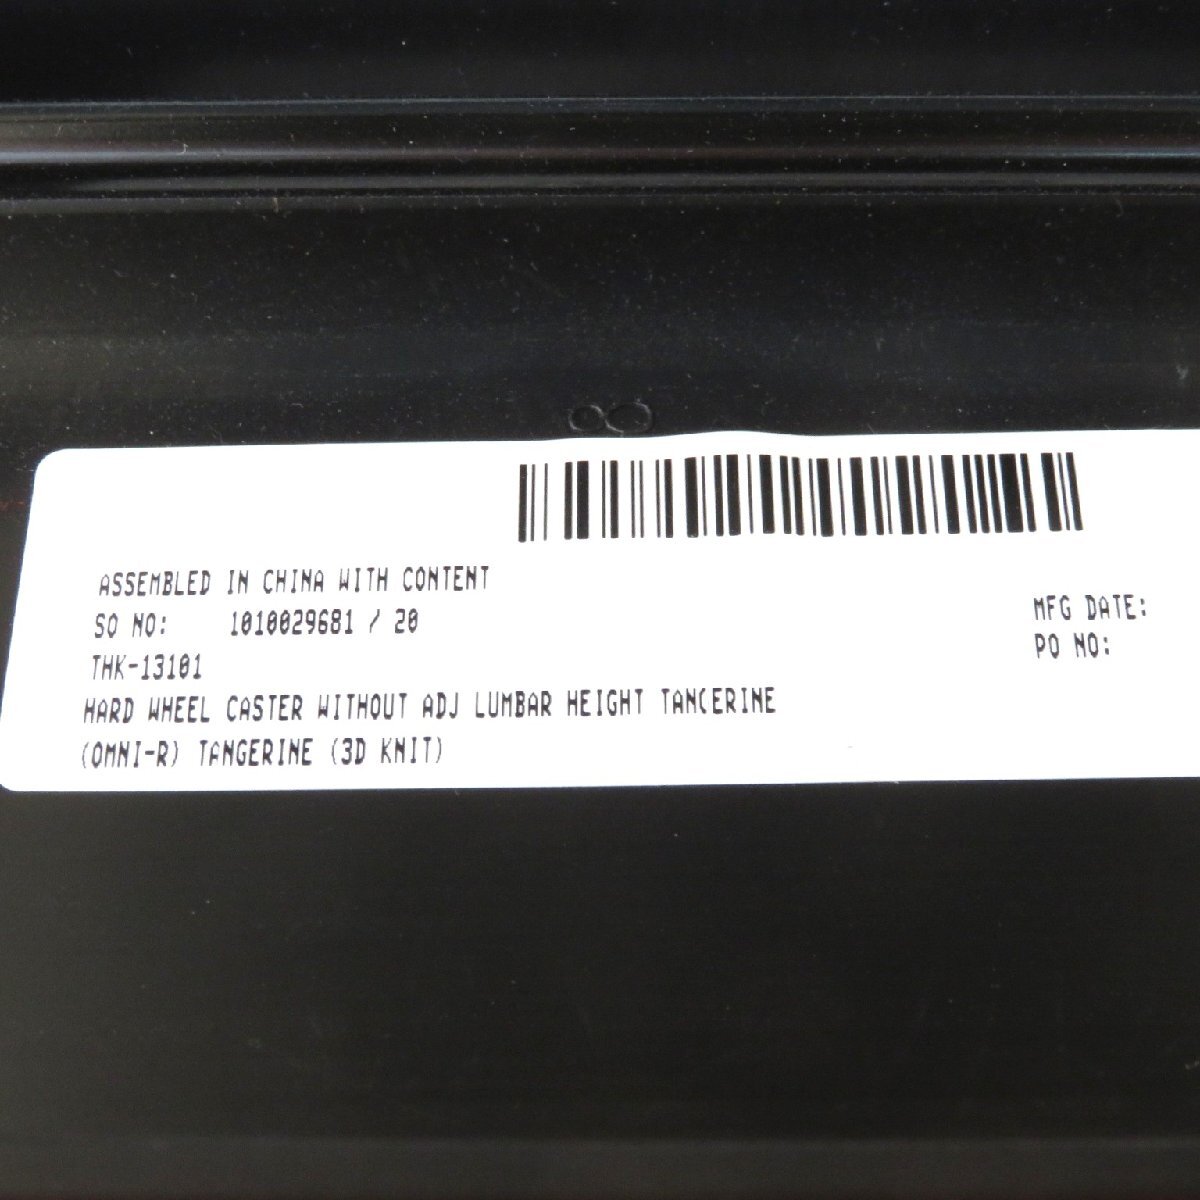 ASSEMBLED IN CHINA WITH CONTENT
SO NO: 1010029681 / 20
THK-13101
HARD WHEEL CASTER WITHOUT ADJ LUMBAR HEIGHT TANCERINE
(OMNI-R) TANGERINE (3D KNIT)
MFG DATE:
PO NO: